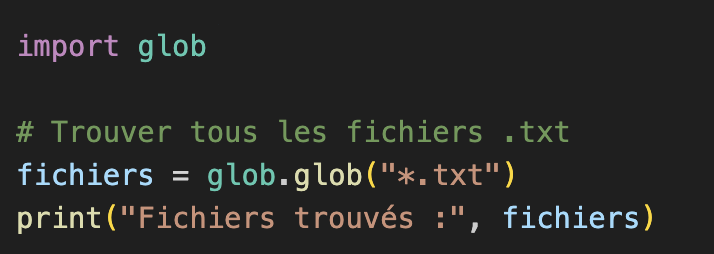 import glob
# Trouver tous les fichiers .txt
fichiers = glob.glob("*.txt")
print("Fichiers trouvés :", fichiers)